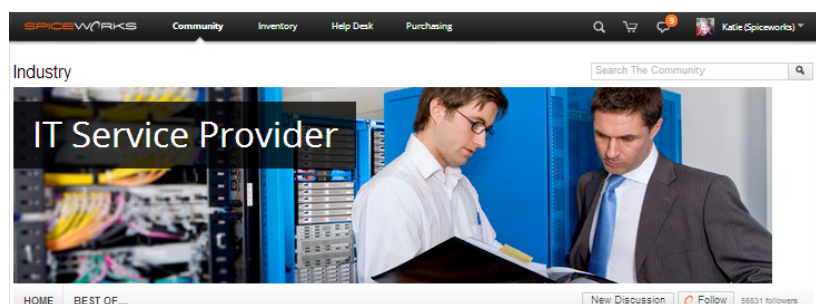 SPICEWORKS Community Inventory Help Desk Purchasing 5 Katie (Spiceworks)
Industry Search The Community
IT Service Provider
HOME BEST OF... New Discussion Follow 55531 followers